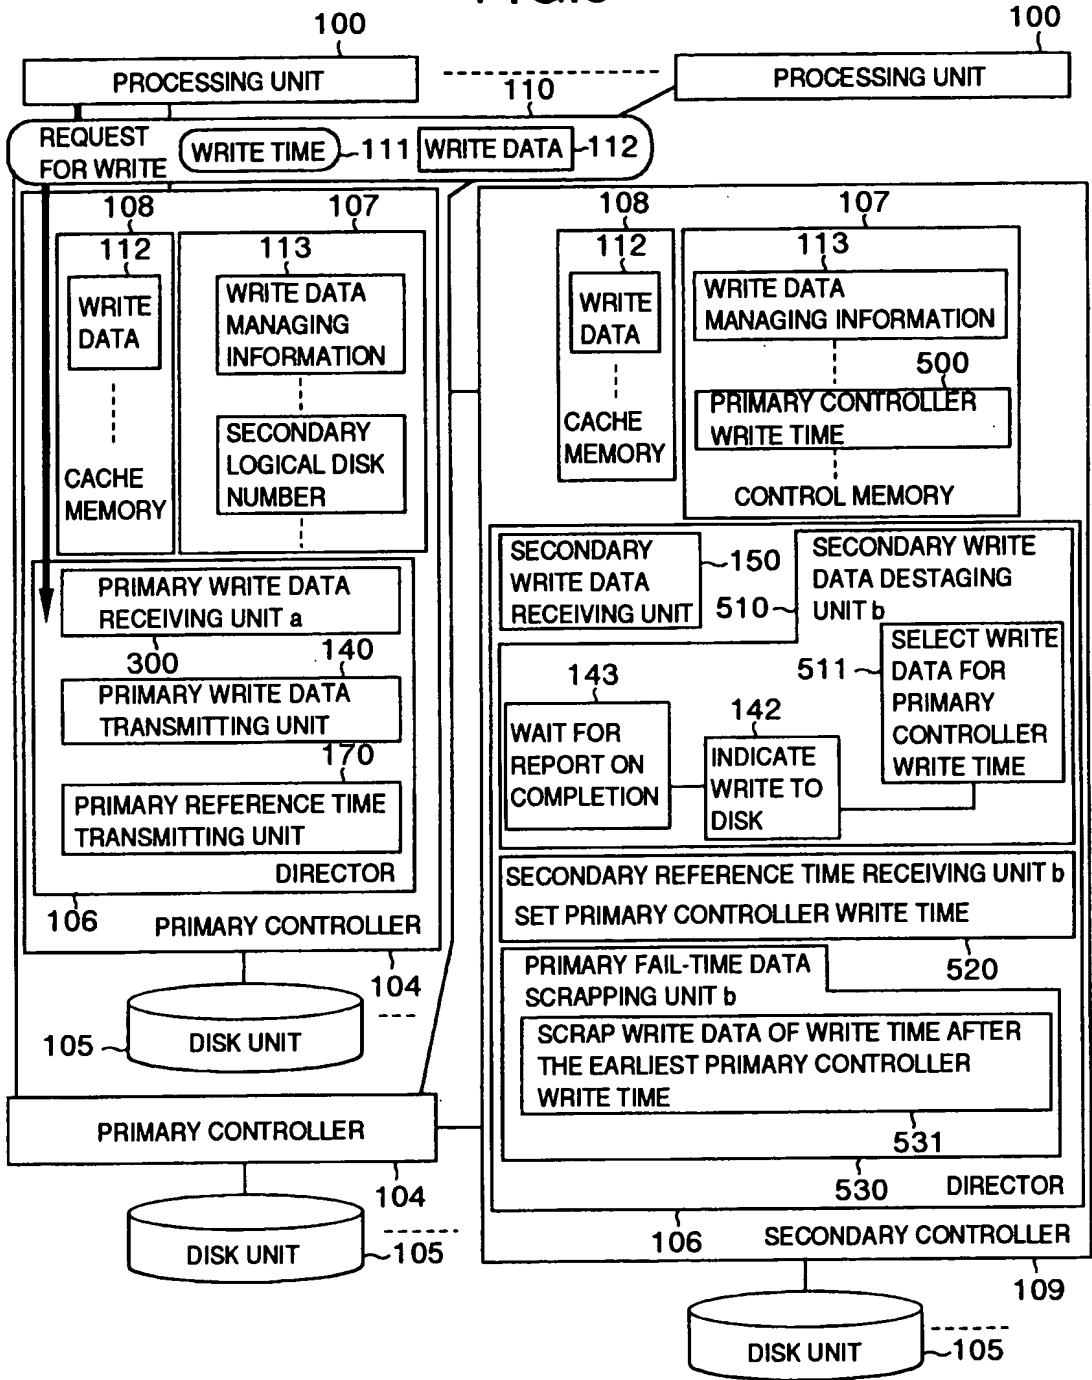 100
100
PROCESSING UNIT
PROCESSING UNIT
110
REQUEST
FOR WRITE
WRITE TIME
111
WRITE DATA
112
108
107
112
113
WRITE
DATA
WRITE DATA
MANAGING
INFORMATION
SECONDARY
LOGICAL DISK
NUMBER
CACHE
MEMORY
PRIMARY WRITE DATA
RECEIVING UNIT a
300
140
PRIMARY WRITE DATA
TRANSMITTING UNIT
170
PRIMARY REFERENCE TIME
TRANSMITTING UNIT
DIRECTOR
106
PRIMARY CONTROLLER
104
105
DISK UNIT
PRIMARY CONTROLLER
104
DISK UNIT
105
108
107
112
113
WRITE
DATA
WRITE DATA
MANAGING INFORMATION
500
PRIMARY CONTROLLER
WRITE TIME
CACHE
MEMORY
CONTROL MEMORY
SECONDARY
WRITE DATA
RECEIVING UNIT
150
510
SECONDARY WRITE
DATA DESTAGING
UNIT b
511
SELECT WRITE
DATA FOR
PRIMARY
CONTROLLER
WRITE TIME
143
WAIT FOR
REPORT ON
COMPLETION
142
INDICATE
WRITE TO
DISK
SECONDARY REFERENCE TIME RECEIVING UNIT b
SET PRIMARY CONTROLLER WRITE TIME
520
PRIMARY FAIL-TIME DATA
SCRAPPING UNIT b
SCRAP WRITE DATA OF WRITE TIME AFTER
THE EARLIEST PRIMARY CONTROLLER
WRITE TIME
531
530
DIRECTOR
106
SECONDARY CONTROLLER
109
DISK UNIT
105